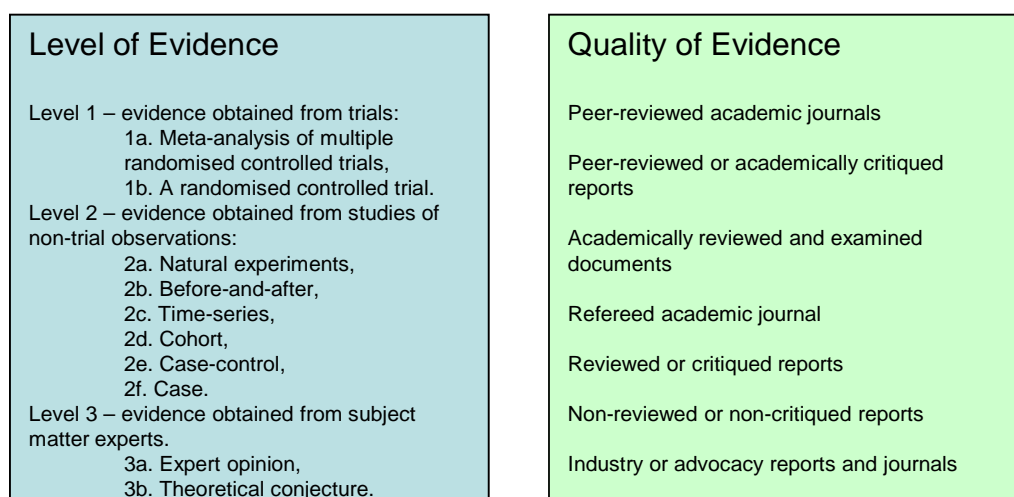 Level of Evidence
Level 1 – evidence obtained from trials:
1a. Meta-analysis of multiple
randomised controlled trials,
1b. A randomised controlled trial.
Level 2 – evidence obtained from studies of
non-trial observations:
2a. Natural experiments,
2b. Before-and-after,
2c. Time-series,
2d. Cohort,
2e. Case-control,
2f. Case.
Level 3 – evidence obtained from subject
matter experts.
3a. Expert opinion,
3b. Theoretical conjecture.
Quality of Evidence
Peer-reviewed academic journals
Peer-reviewed or academically critiqued
reports
Academically reviewed and examined
documents
Refereed academic journal
Reviewed or critiqued reports
Non-reviewed or non-critiqued reports
Industry or advocacy reports and journals